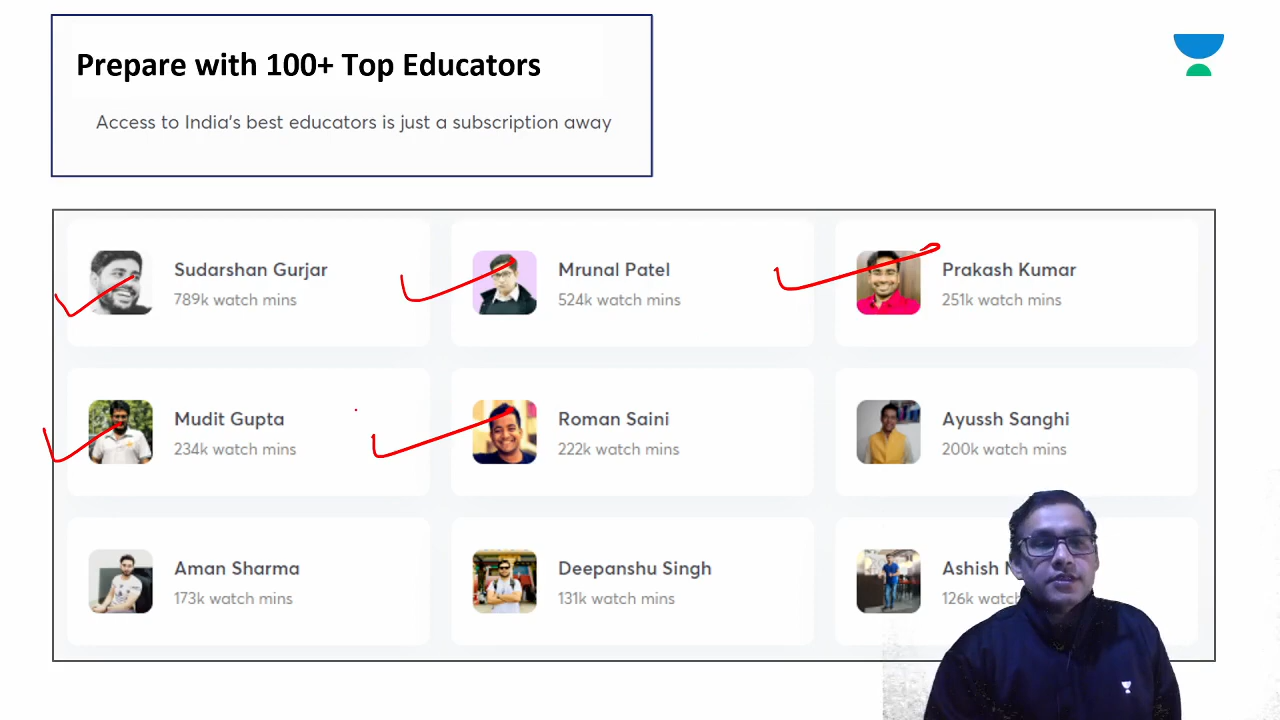 Prepare with 100+ Top Educators
Access to India's best educators is just a subscription away
Sudarshan Gurjar
789k watch mins
Mrunal Patel
524k watch mins
Prakash Kumar
251k watch mins
Mudit Gupta
234k watch mins
Roman Saini
222k watch mins
Ayussh Sanghi
200k watch mins
Aman Sharma
173k watch mins
Deepanshu Singh
131k watch mins
Ashish
126k